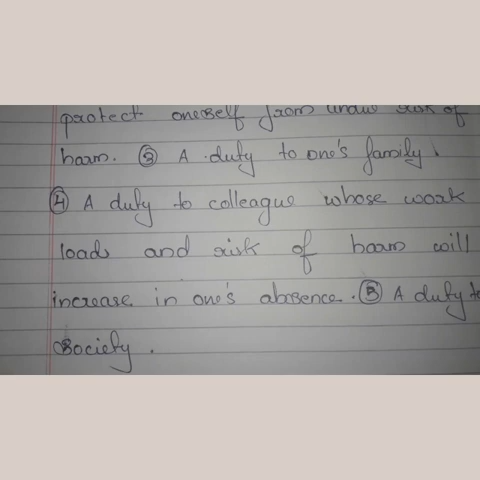 protect oneself from undue risk of
harm. ③ A duty to one's family.
④ A duty to colleague whose work
loads and risk of harm will
increase in one's absence. ⑤ A duty to
society.